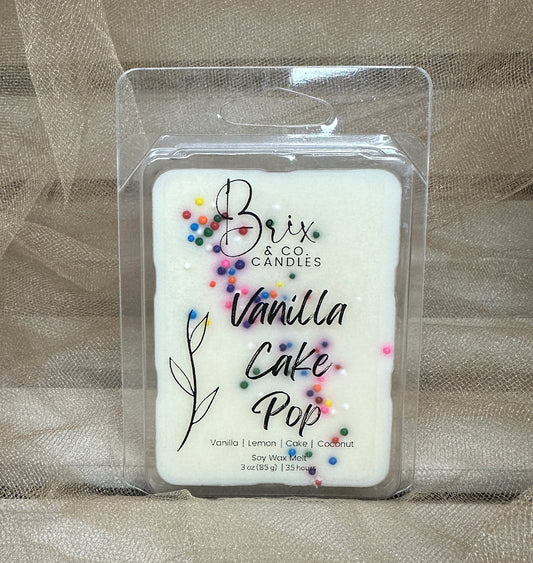 Brix
& CO.
CANDLES
Vanilla
Cake
Pop
Vanilla | Lemon | Cake | Coconut
Soy Wax Melt
3 oz (85 g) | 35 hours